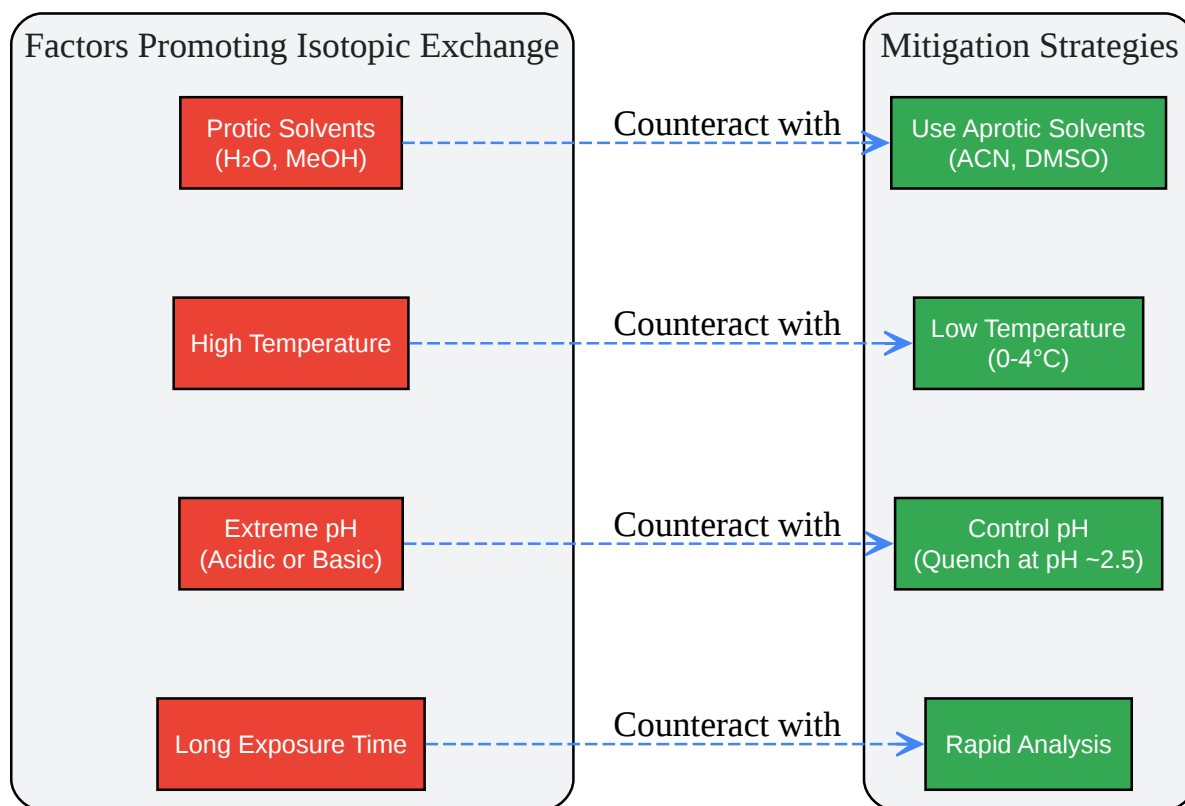 Factors Promoting Isotopic Exchange
Mitigation Strategies
Protic Solvents
(H₂O, MeOH)
Counteract with
Use Aprotic Solvents
(ACN, DMSO)
High Temperature
Counteract with
Low Temperature
(0-4°C)
Extreme pH
(Acidic or Basic)
Counteract with
Control pH
(Quench at pH ~2.5)
Long Exposure Time
Counteract with
Rapid Analysis